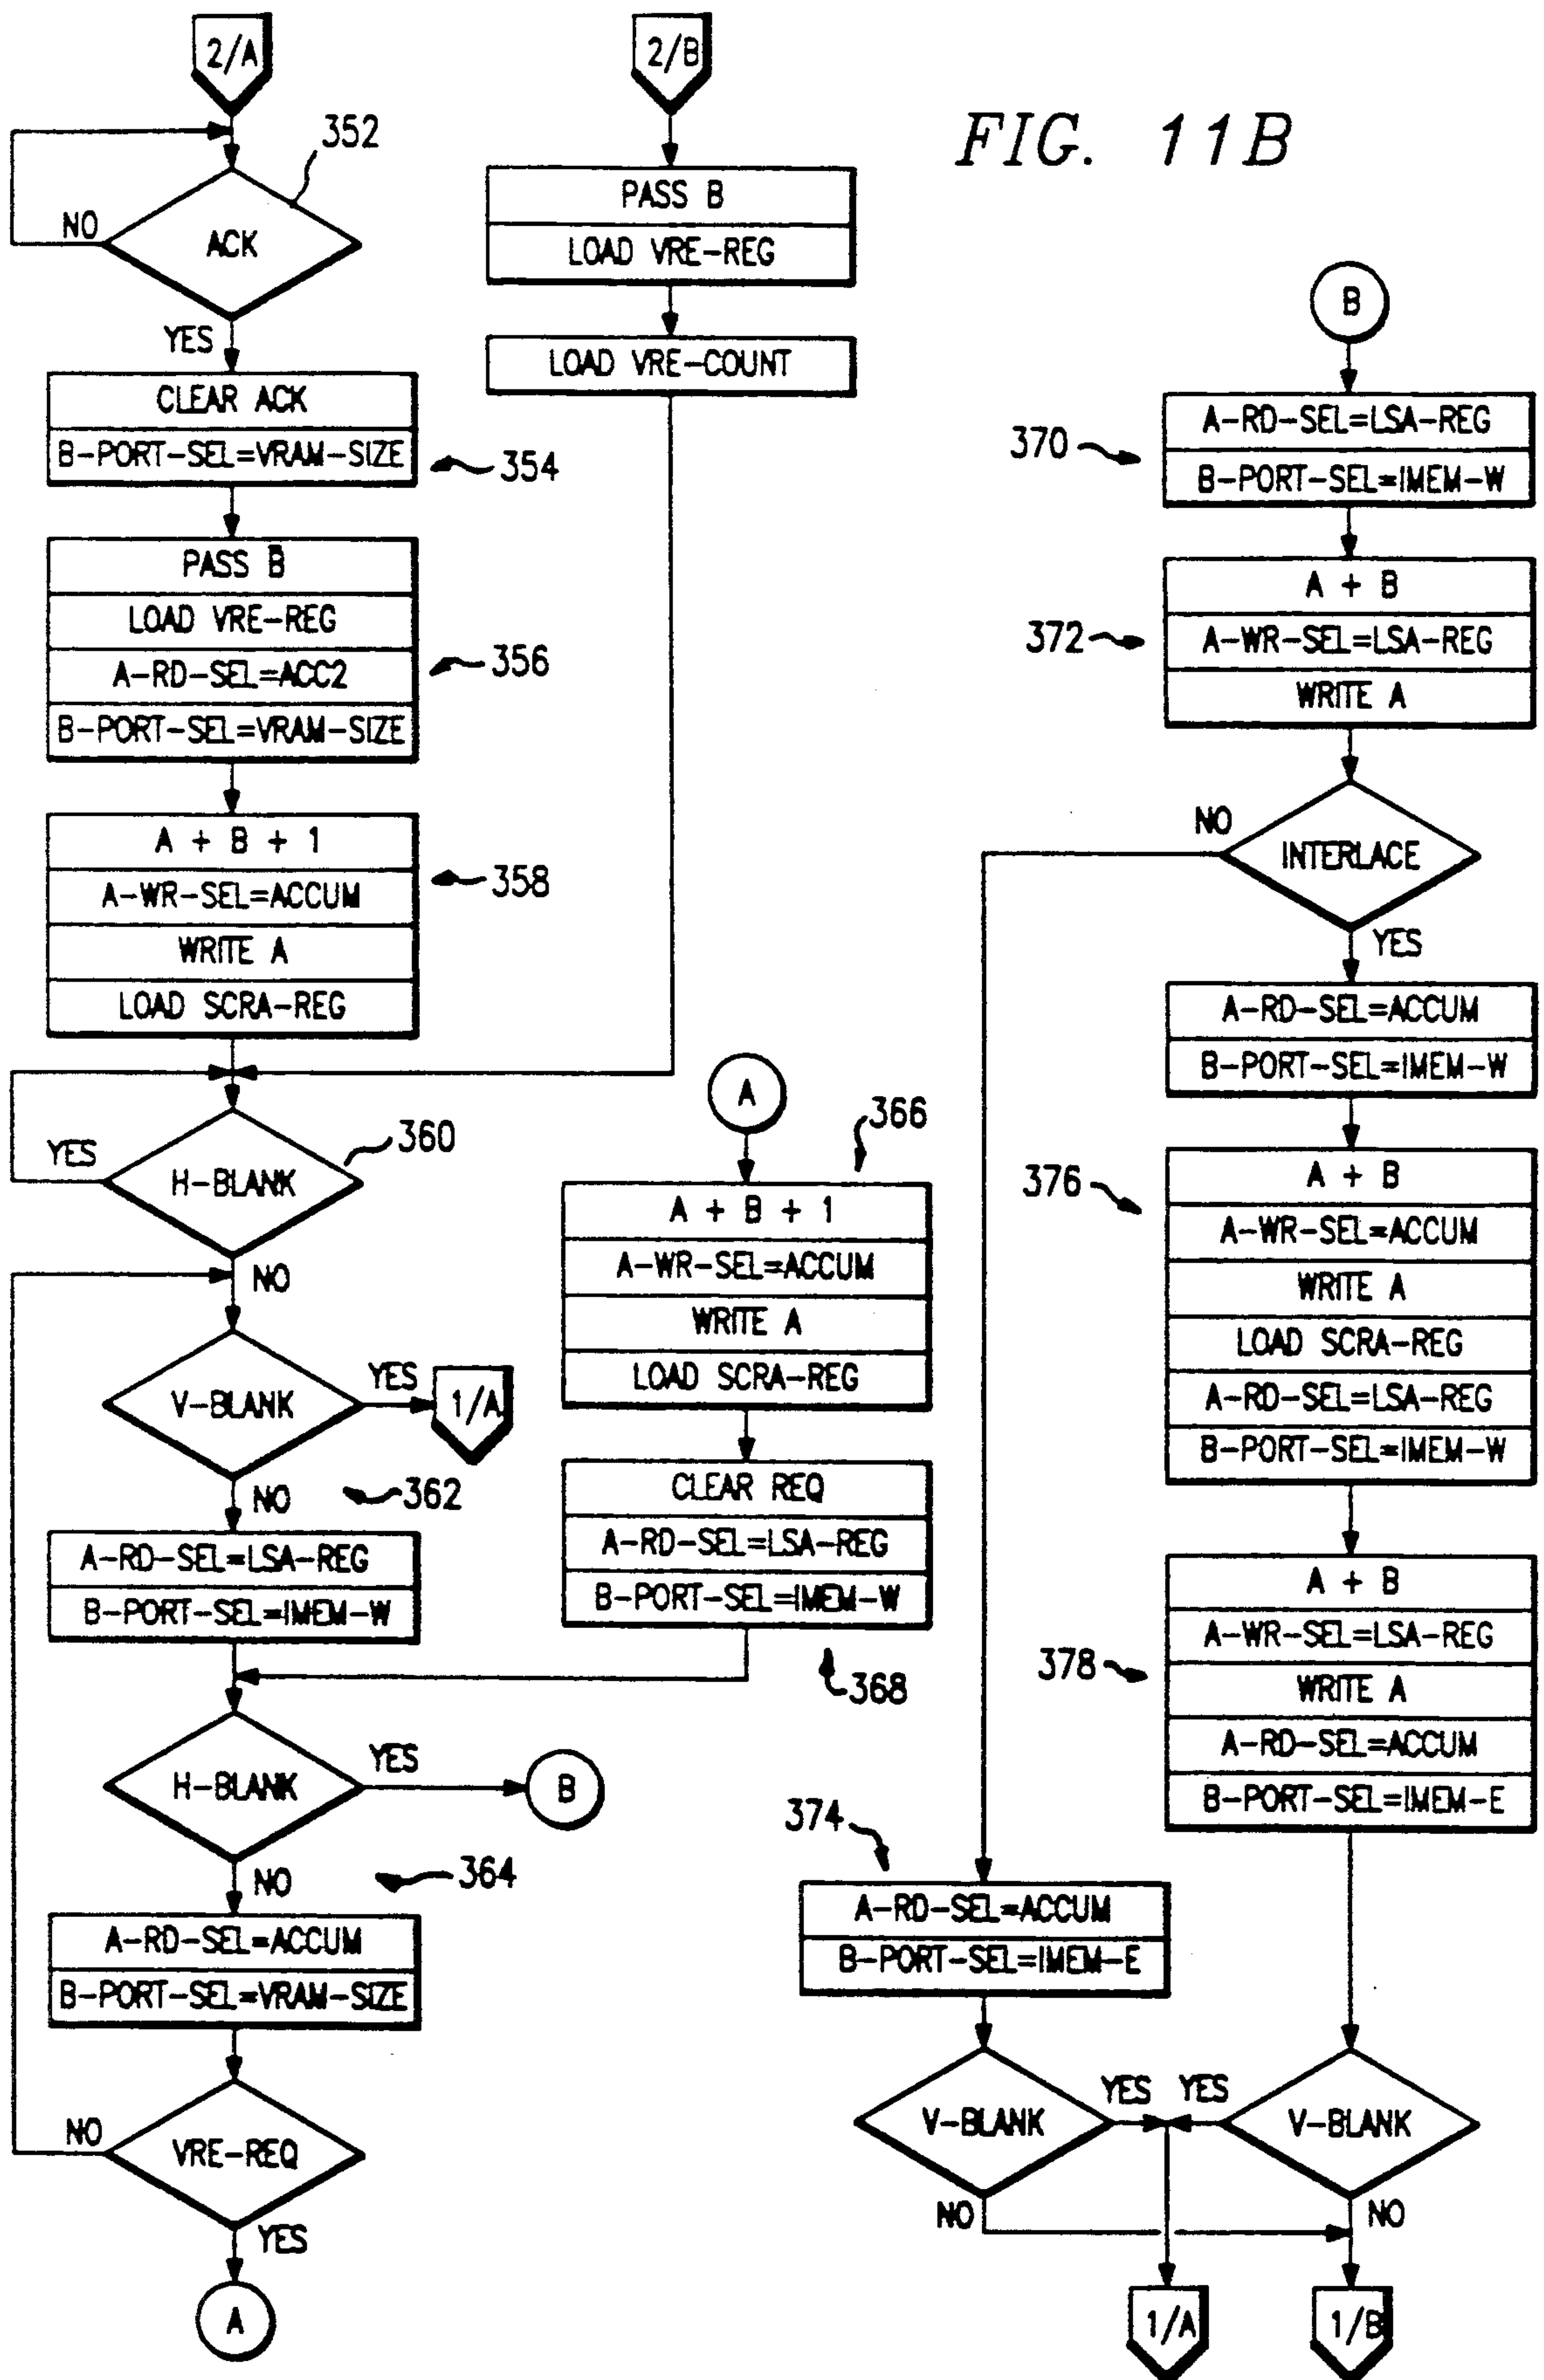 FIG. 11B
2/A
352
NO
ACK
YES
CLEAR ACK
B-PORT-SEL=VRAM-SIZE
354
PASS B̄
LOAD VRE-REG
A-RD-SEL=ACC2
B-PORT-SEL=VRAM-SIZE
356
A + B + 1
A-WR-SEL=ACCUM
WRITE A
LOAD SCRA-REG
358
YES
H-BLANK
360
NO
V-BLANK
YES
1/A
NO
362
A-RD-SEL=LSA-REG
B-PORT-SEL=IMEM-W
H-BLANK
YES
B
NO
364
A-RD-SEL=ACCUM
B-PORT-SEL=VRAM-SIZE
NO
VRE-REQ
YES
A
2/B
PASS B
LOAD VRE-REG
LOAD VRE-COUNT
A
366
A + B + 1
A-WR-SEL=ACCUM
WRITE A
LOAD SCRA-REG
CLEAR REQ
A-RD-SEL=LSA-REG
B-PORT-SEL=IMEM-W
368
B
370
A-RD-SEL=LSA-REG
B-PORT-SEL=IMEM-W
372
A + B
A-WR-SEL=LSA-REG
WRITE A
NO
INTERLACE
YES
A-RD-SEL=ACCUM
B-PORT-SEL=IMEM-W
376
A + B
A-WR-SEL=ACCUM
WRITE A
LOAD SCRA-REG
A-RD-SEL=LSA-REG
B-PORT-SEL=IMEM-W
378
A + B
A-WR-SEL=LSA-REG
WRITE A
A-RD-SEL=ACCUM
B-PORT-SEL=IMEM-E
374
A-RD-SEL=ACCUM
B-PORT-SEL=IMEM-E
V-BLANK
YES
YES
V-BLANK
NO
NO
1/A
1/B